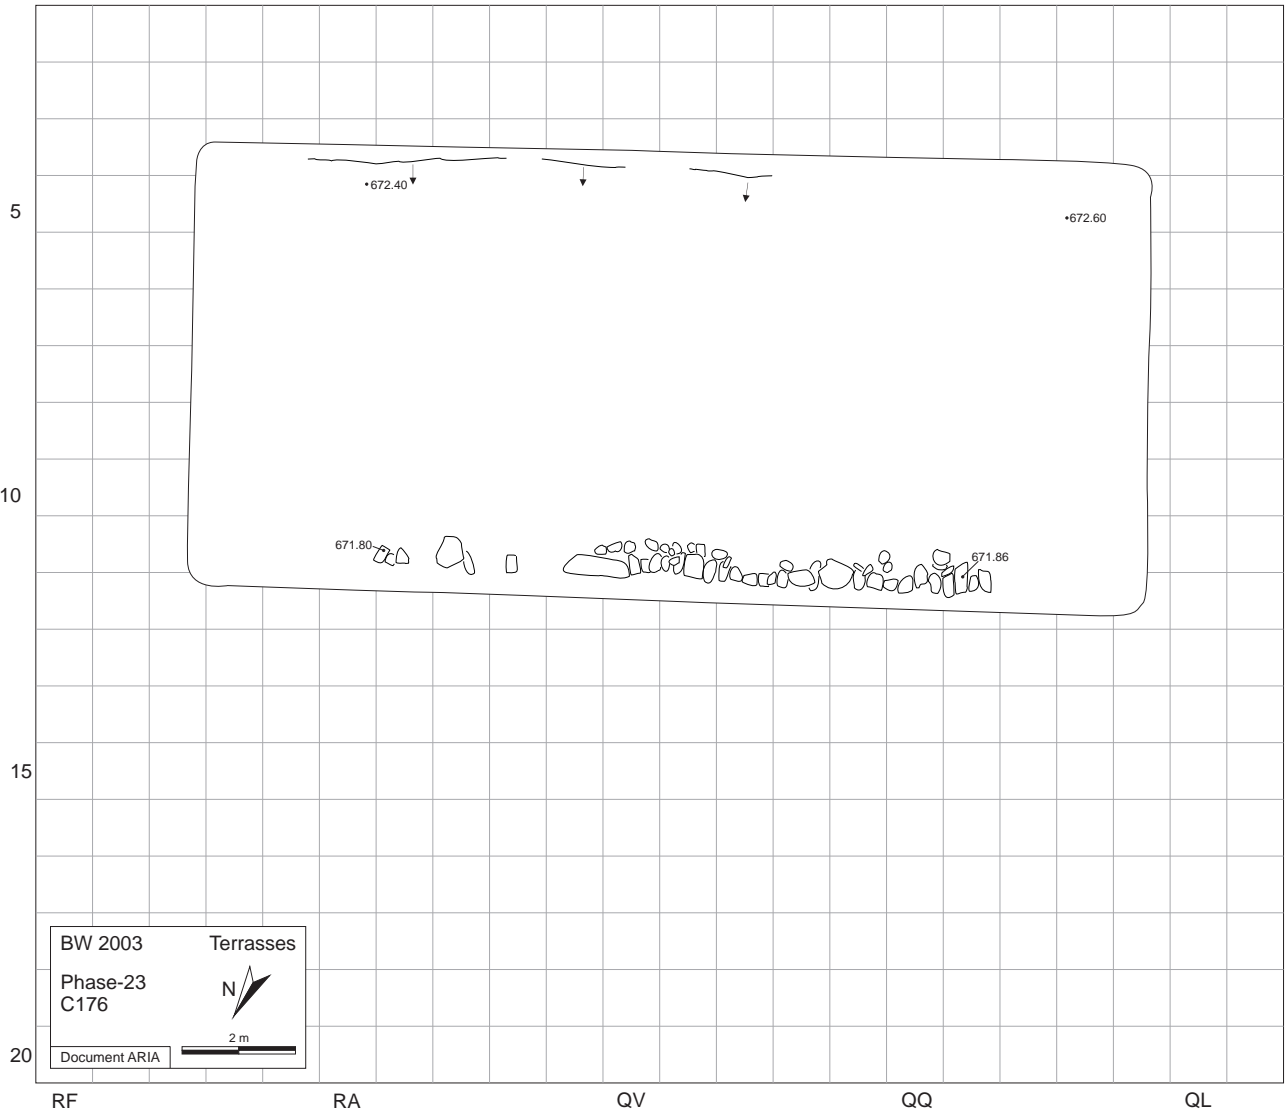 672.40
5
672.60
10
671.80
671.86
15
BW 2003 Terrasses
Phase-23
C176
N
2 m
Document ARIA
20
RF RA QV QQ QL